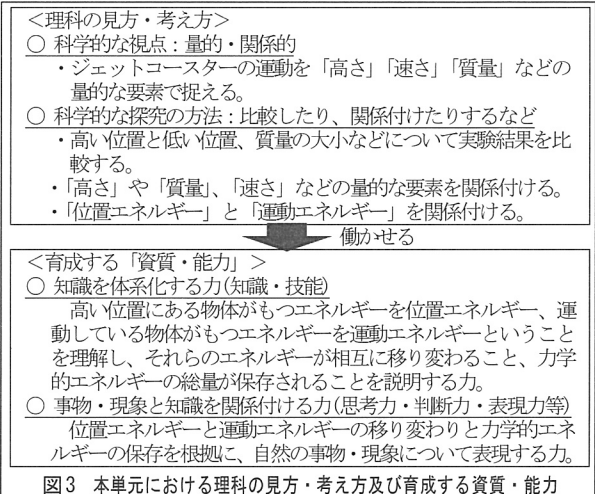 ＜理科の見方・考え方＞
○ 科学的な視点：量的・関係的
・ジェットコースターの運動を「高さ」「速さ」「質量」などの
量的な要素で捉える。
○ 科学的な探究の方法：比較したり、関係付けたりするなど
・高い位置と低い位置、質量の大小などについて実験結果を比
較する。
・「高さ」や「質量」、「速さ」などの量的な要素を関係付ける。
・「位置エネルギー」と「運動エネルギー」を関係付ける。
働かせる
＜育成する「資質・能力」＞
○ 知識を体系化する力(知識・技能)
高い位置にある物体がもつエネルギーを位置エネルギー、運
動している物体がもつエネルギーを運動エネルギーということ
を理解し、それらのエネルギーが相互に移り変わること、力学
的エネルギーの総量が保存されることを説明する力。
○ 事物・現象と知識を関係付ける力(思考力・判断力・表現力等)
位置エネルギーと運動エネルギーの移り変わりと力学的エネ
ルギーの保存を根拠に、自然の事物・現象について表現する力。
図３ 本単元における理科の見方・考え方及び育成する資質・能力